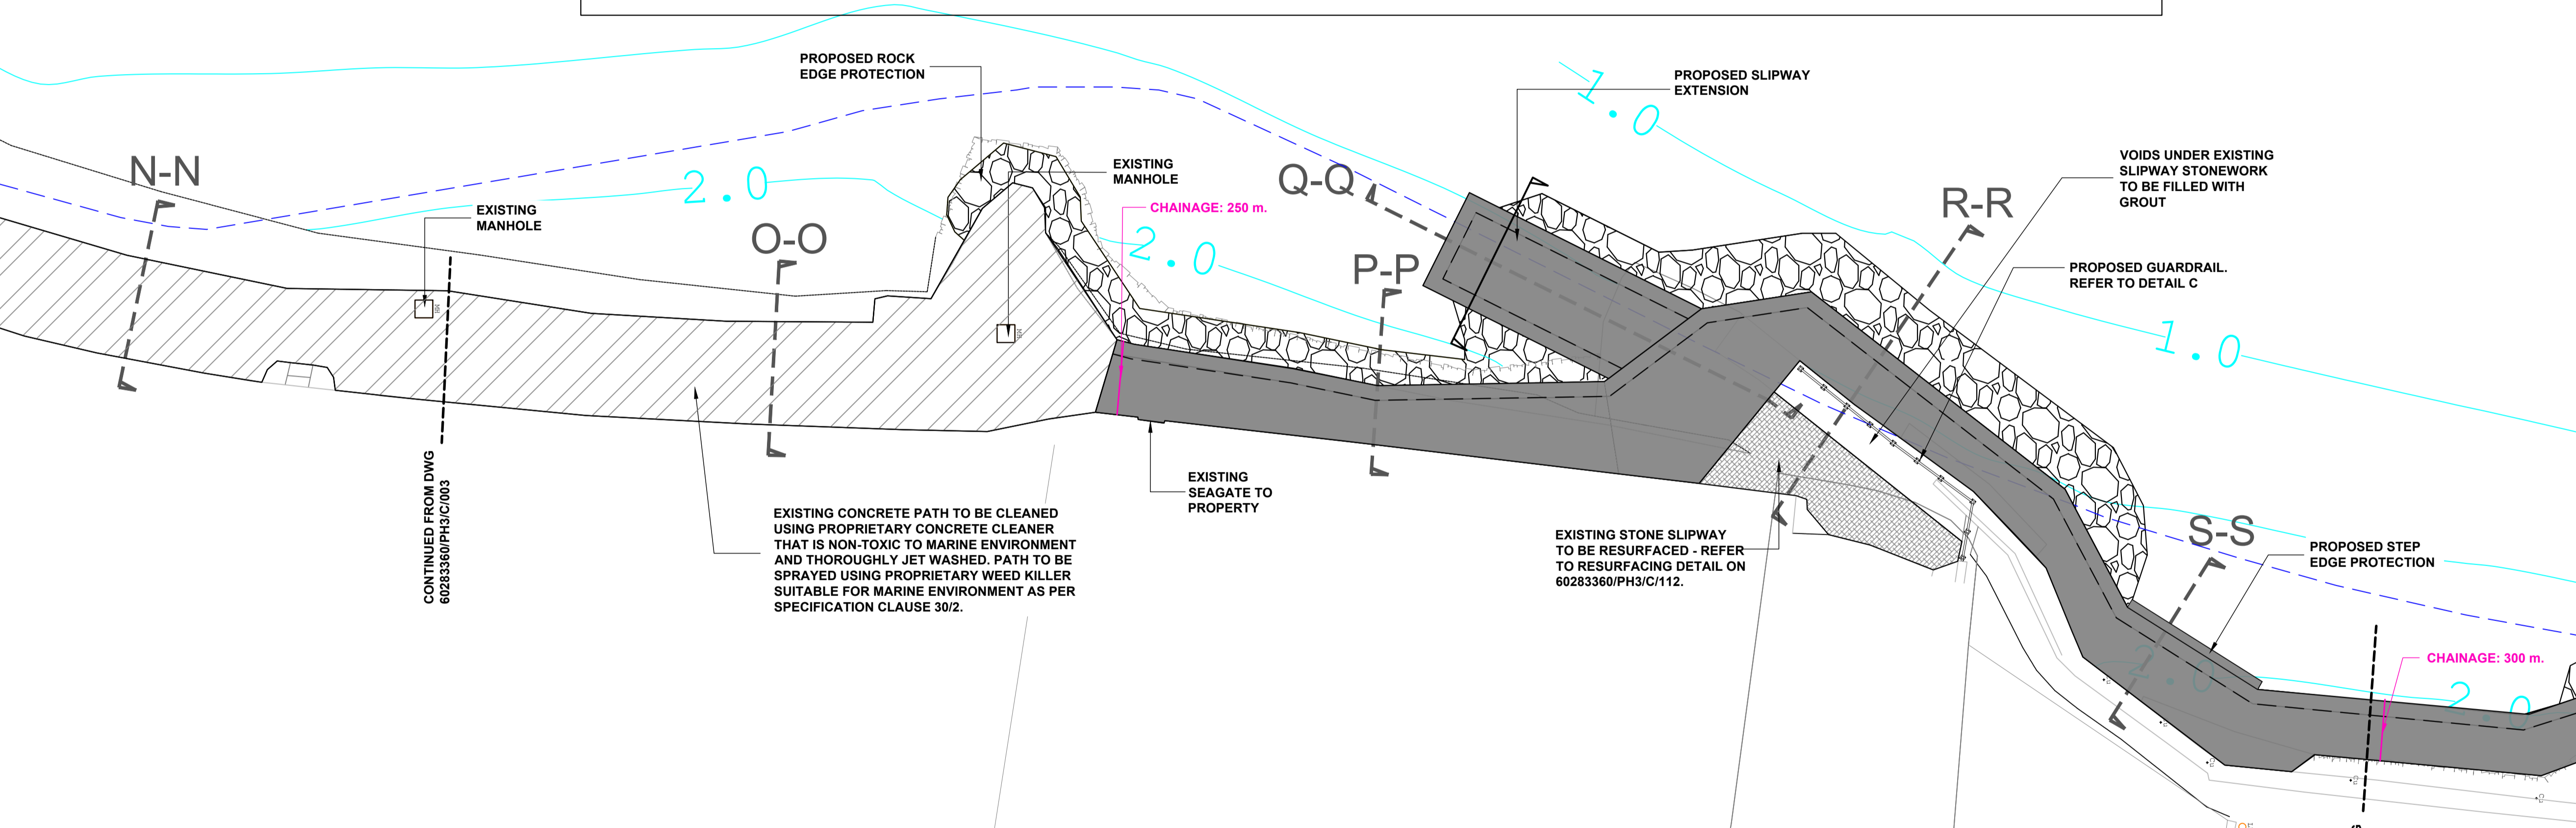 PROPOSED ROCK
EDGE PROTECTION
PROPOSED SLIPWAY
EXTENSION
1.0
N-N
EXISTING
MANHOLE
2.0
O-O
EXISTING
MANHOLE
CHAINAGE: 250 m.
2.0
Q-Q
P-P
R-R
VOIDS UNDER EXISTING
SLIPWAY STONEWORK
TO BE FILLED WITH
GROUT
PROPOSED GUARDRAIL.
REFER TO DETAIL C
1.0
MH
MH
CONTINUED FROM DWG
60283360/PH3/C/003
EXISTING CONCRETE PATH TO BE CLEANED
USING PROPRIETARY CONCRETE CLEANER
THAT IS NON-TOXIC TO MARINE ENVIRONMENT
AND THOROUGHLY JET WASHED. PATH TO BE
SPRAYED USING PROPRIETARY WEED KILLER
SUITABLE FOR MARINE ENVIRONMENT AS PER
SPECIFICATION CLAUSE 30/2.
EXISTING
SEAGATE TO
PROPERTY
EXISTING STONE SLIPWAY
TO BE RESURFACED - REFER
TO RESURFACING DETAIL ON
60283360/PH3/C/112.
S-S
PROPOSED STEP
EDGE PROTECTION
2.0
CHAINAGE: 300 m.
2.0